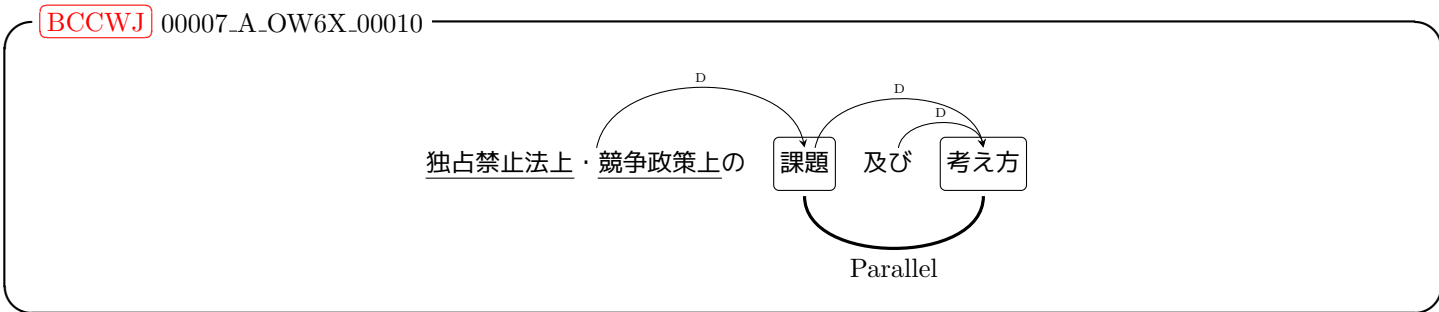 BCCWJ 00007_A_OW6X_00010
D D D
独占禁止法上・競争政策上の 課題 及び 考え方
Parallel